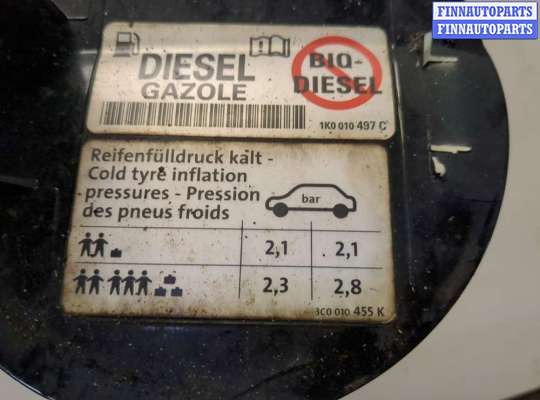 FINNAUTOPARTS
FINNAUTOPARTS
DIESEL
GAZOLE
BIO-
DIESEL
1K0 010 497 C
Reifenfülldruck kalt -
Cold tyre inflation
pressures - Pression
des pneus froids
bar
2,1 2,1
2,3 2,8
3C0 010 455 K